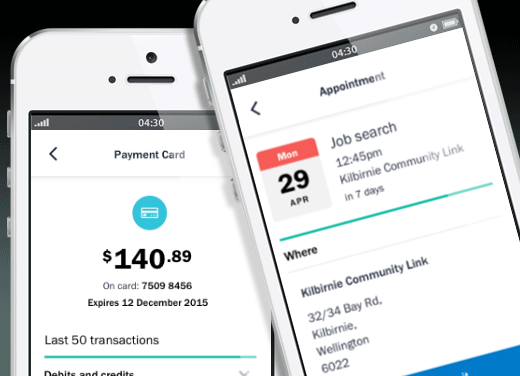 04:30
Payment Card
$140.89
On card: 7509 8456
Expires 12 December 2015
Last 50 transactions
Debits and credits
04:30
Appointment
Mon
29
APR
Job search
12:45pm
Kilbirnie Community Link
in 7 days
Where
Kilbirnie Community Link
32/34 Bay Rd,
Kilbirnie,
Wellington
6022